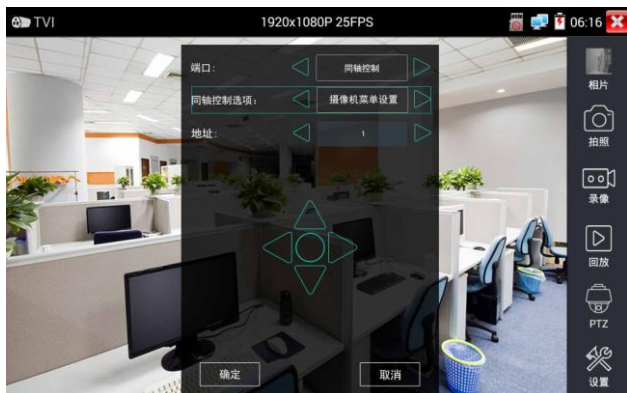 TVI
1920x1080P 25FPS
06:16
端口:
同轴控制
相片
同轴控制选项:
摄像机菜单设置
地址:
1
拍照
录像
回放
PTZ
确定
取消
设置